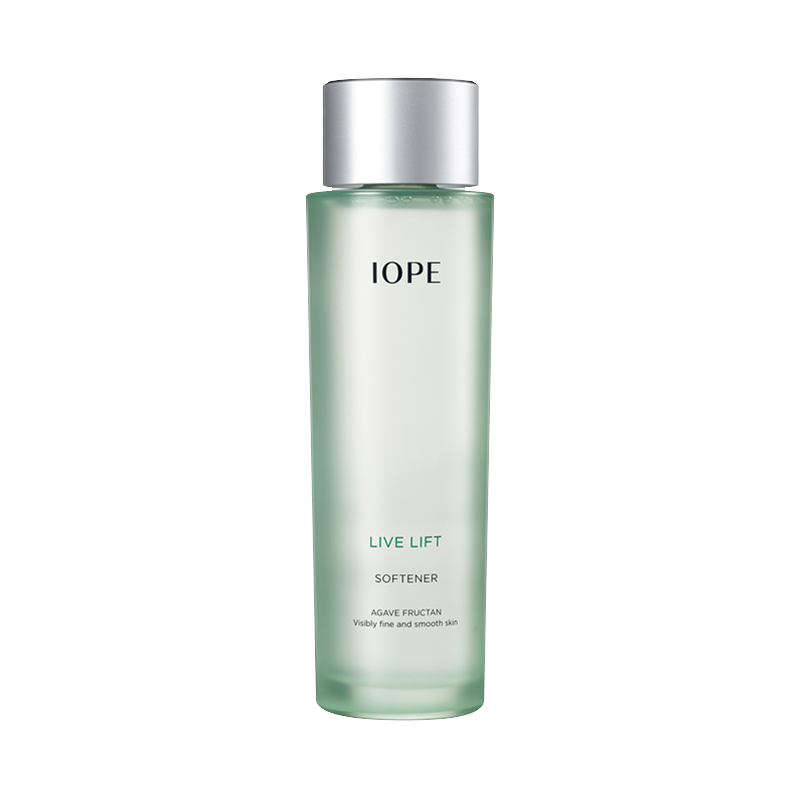 IOPE
LIVE LIFT
SOFTENER
AGAVE FRUCTAN
Visibly fine and smooth skin